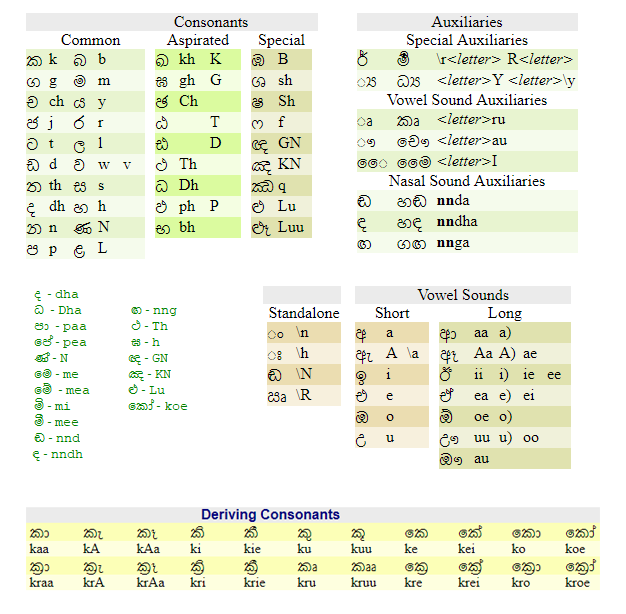 Consonants
Common Aspirated Special
ක k බ b ඛ kh K ඹ B
ග g ම m ඝ gh G ශ sh
ච ch ය y ඡ Ch ෂ Sh
ජ j ර r ඨ T ෆ f
ට t ල l ඪ D ඥ GN
ඩ d ව w v ථ Th ඤ KN
ත th ස s ධ Dh ඦ q
ද dh හ h ඵ ph P ළු Lu
න n ණ N භ bh ළූ Luu
ප p ළ L
Auxiliaries
Special Auxiliaries
\r<letter> R<letter>
්‍ය ධ්‍ය <letter>Y <letter>\y
Vowel Sound Auxiliaries
ෘ කෘ <letter>ru
ෟ චෞ <letter>au
ෛ මෛ <letter>I
Nasal Sound Auxiliaries
ඬ හඬ nnda
ඳ හඳ nndha
ඟ ගඟ nnga
ද - dha
ධ - Dha
පා - paa
පේ - pea
ණ් - N
මෙ - me
මේ - mea
මි - mi
මී - mee
ඬ - nnd
ඳ - nndh
ඟ - nng
ථ - Th
ඝ - h
ඥ - GN
ඤ - KN
ළු - Lu
කෝ - koe
Standalone
ං \n
ඃ \h
ඞ \N
ඍ \R
Vowel Sounds
Short Long
අ a ආ aa a)
ඇ A \a ඈ Aa A) ae
ඉ i ඊ ii i) ie ee
එ e ඒ ea e) ei
ඔ o ඕ oe o)
උ u ඌ uu u) oo
ඖ au
Deriving Consonants
කා කැ කෑ කි කී කු කූ කෙ කේ කො කෝ
kaa kA kAa ki kie ku kuu ke kei ko koe
ක්‍රා ක්‍රැ ක්‍රෑ ක්‍රි ක්‍රී කෘ කෲ ක්‍රෙ ක්‍රේ ක්‍රො ක්‍රෝ
kraa krA krAa kri krie kru kruu kre krei kro kroe